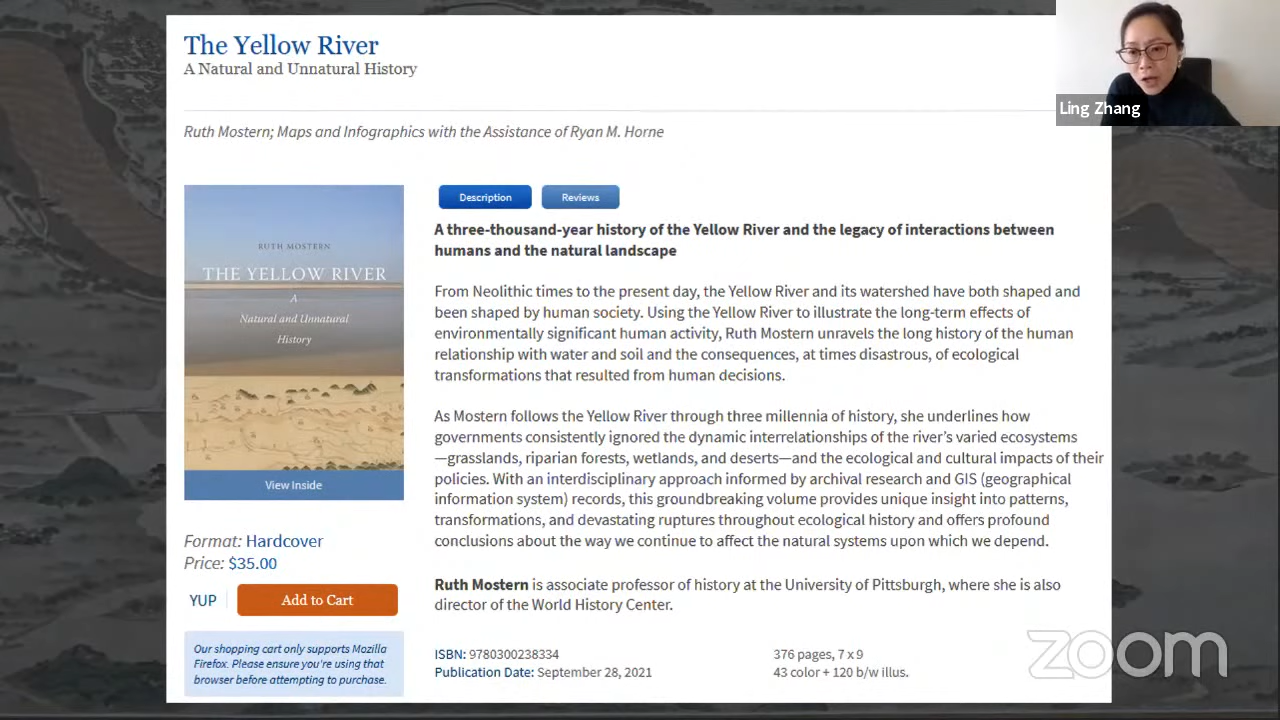 The Yellow River
A Natural and Unnatural History
Ling Zhang
Ruth Mostern; Maps and Infographics with the Assistance of Ryan M. Horne
RUTH MOSTERN
THE YELLOW RIVER
A
Natural and Unnatural
History
View Inside
Format: Hardcover
Price: $35.00
YUP
Add to Cart
Our shopping cart only supports Mozilla
Firefox. Please ensure you're using that
browser before attempting to purchase.
Description
Reviews
A three-thousand-year history of the Yellow River and the legacy of interactions between
humans and the natural landscape
From Neolithic times to the present day, the Yellow River and its watershed have both shaped and
been shaped by human society. Using the Yellow River to illustrate the long-term effects of
environmentally significant human activity, Ruth Mostern unravels the long history of the human
relationship with water and soil and the consequences, at times disastrous, of ecological
transformations that resulted from human decisions.
As Mostern follows the Yellow River through three millennia of history, she underlines how
governments consistently ignored the dynamic interrelationships of the river's varied ecosystems
—grasslands, riparian forests, wetlands, and deserts—and the ecological and cultural impacts of their
policies. With an interdisciplinary approach informed by archival research and GIS (geographical
information system) records, this groundbreaking volume provides unique insight into patterns,
transformations, and devastating ruptures throughout ecological history and offers profound
conclusions about the way we continue to affect the natural systems upon which we depend.
Ruth Mostern is associate professor of history at the University of Pittsburgh, where she is also
director of the World History Center.
ISBN: 9780300238334
Publication Date: September 28, 2021
376 pages, 7 x 9
43 color + 120 b/w illus.
zoom